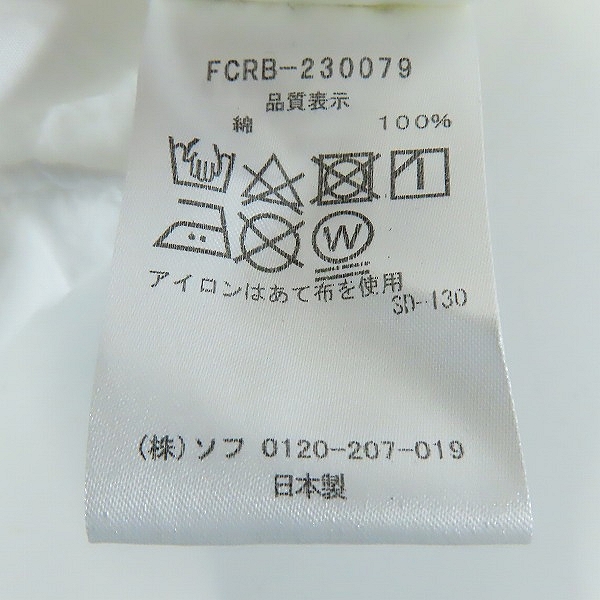 FCRB-230079
品質表示
綿 100%
W
アイロンはあて布を使用
SD-130
(株)ソフ 0120-207-019
日本製